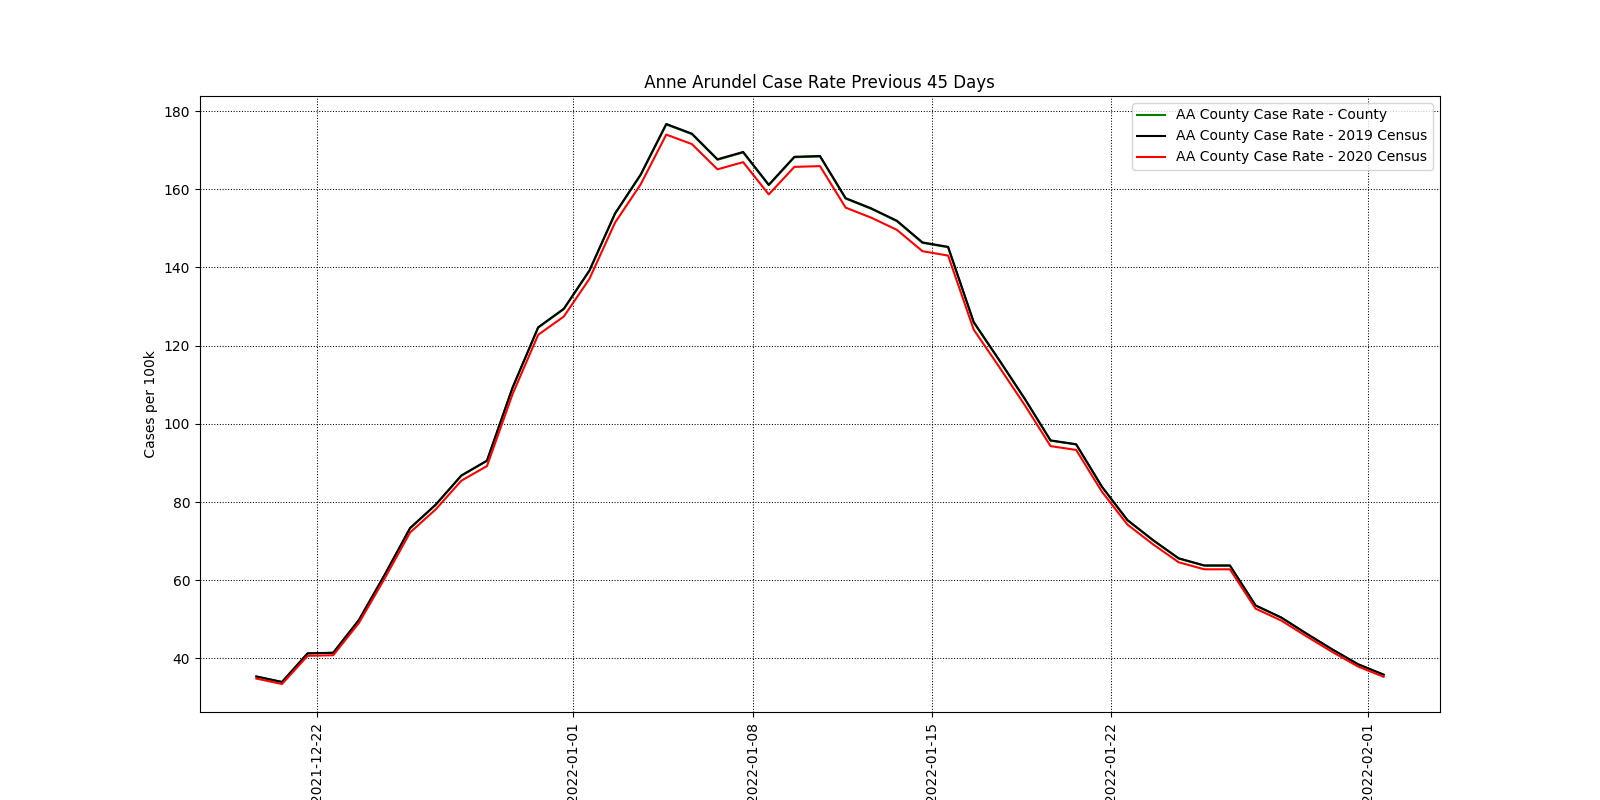 Anne Arundel Case Rate Previous 45 Days
AA County Case Rate - County
AA County Case Rate - 2019 Census
AA County Case Rate - 2020 Census
Cases per 100k
180
160
140
120
100
80
60
40
2021-12-22
2022-01-01
2022-01-08
2022-01-15
2022-01-22
2022-02-01